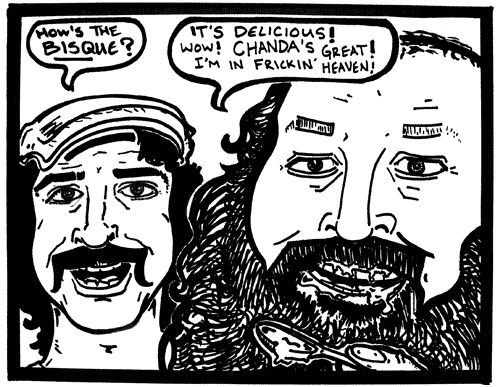 HOW'S THE
BISQUE?
IT'S DELICIOUS!
WOW! CHANDA'S GREAT!
I'M IN FRICKIN' HEAVEN!